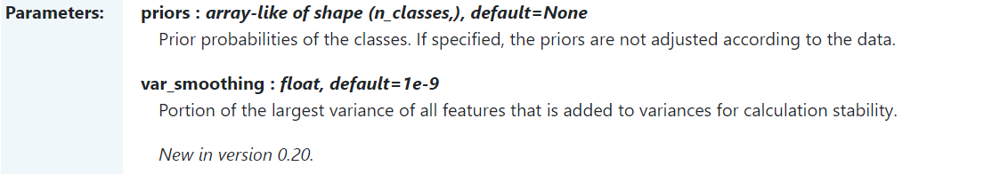 Parameters:
priors : array-like of shape (n_classes,), default=None
Prior probabilities of the classes. If specified, the priors are not adjusted according to the data.
var_smoothing : float, default=1e-9
Portion of the largest variance of all features that is added to variances for calculation stability.
New in version 0.20.